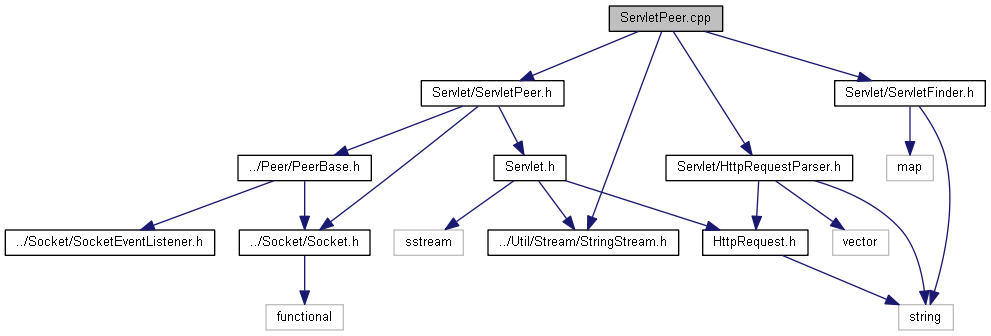 ServletPeer.cpp
Servlet/ServletPeer.h
Servlet/ServletFinder.h
../Peer/PeerBase.h
Servlet.h
Servlet/HttpRequestParser.h
map
../Socket/SocketEventListener.h
../Socket/Socket.h
sstream
../Util/Stream/StringStream.h
HttpRequest.h
vector
functional
string